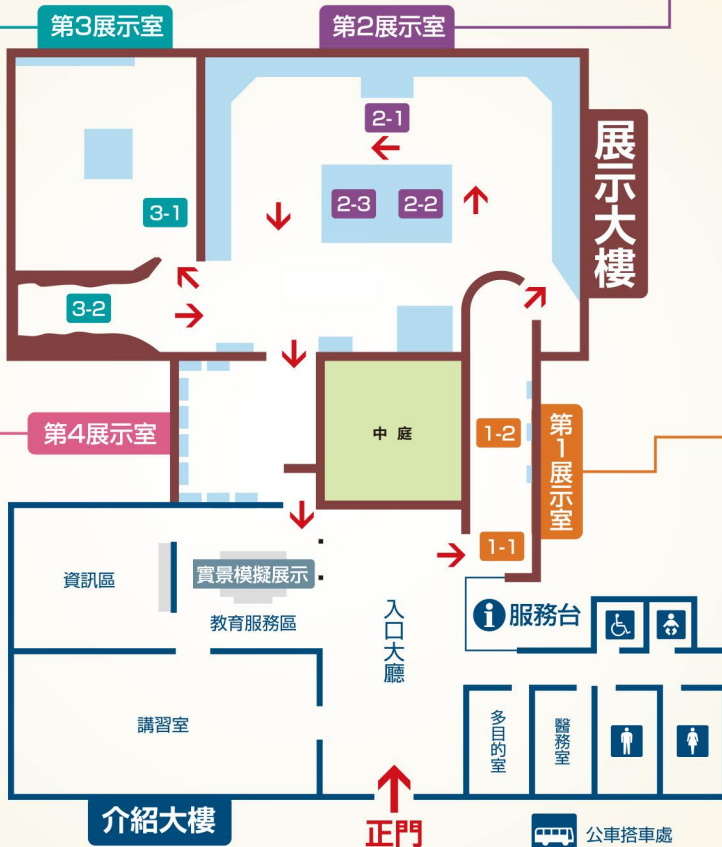 第3展示室
第2展示室
展示大樓
2-1
2-3
2-2
3-1
3-2
第4展示室
中庭
1-2
第1展示室
1-1
資訊區
實景模擬展示
教育服務區
入口大廳
i 服務台
講習室
多目的室
醫務室
介紹大樓
正門
公車搭車處